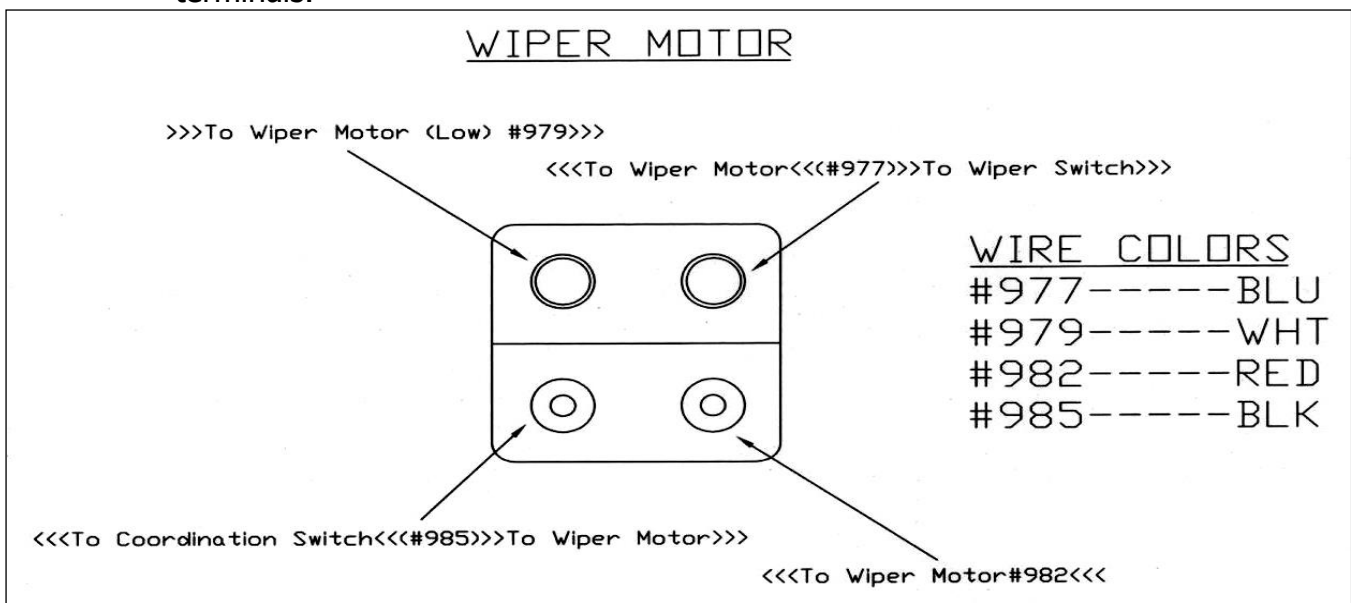 terminals.
WIPER MOTOR
>>>To Wiper Motor (Low) #979>>>
<<<To Wiper Motor<<(#977)>>>To Wiper Switch>>>
WIRE COLORS
#977-----BLU
#979-----WHT
#982-----RED
#985-----BLK
<<<To Coordination Switch<<(#985)>>>To Wiper Motor>>>
<<<To Wiper Motor#982<<<